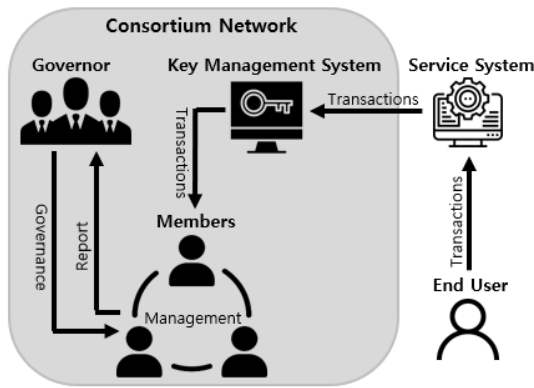 Consortium Network
Governor
Key Management System
Service System
Transactions
Transactions
Members
Governance
Report
Management
Transactions
End User